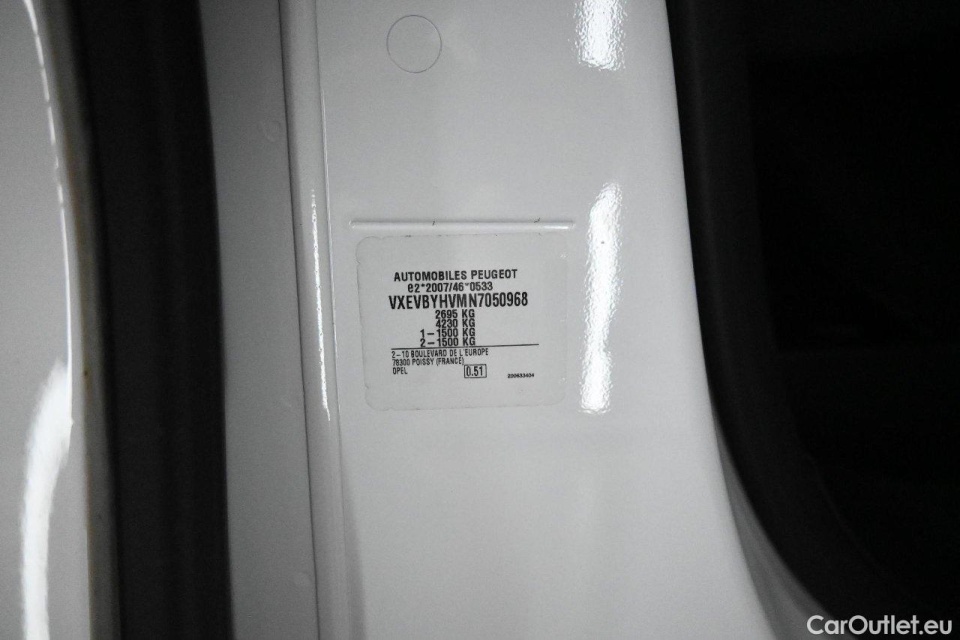 AUTOMOBILES PEUGEOT
e2*2007/46*0533
VXEVBYHVMN7050968
2695 KG
4230 KG
1-1500 KG
2-1500 KG
2-10 BOULEVARD DE L'EUROPE
78300 POISSY (FRANCE)
OPEL 0.51 200633404
CarOutlet.eu